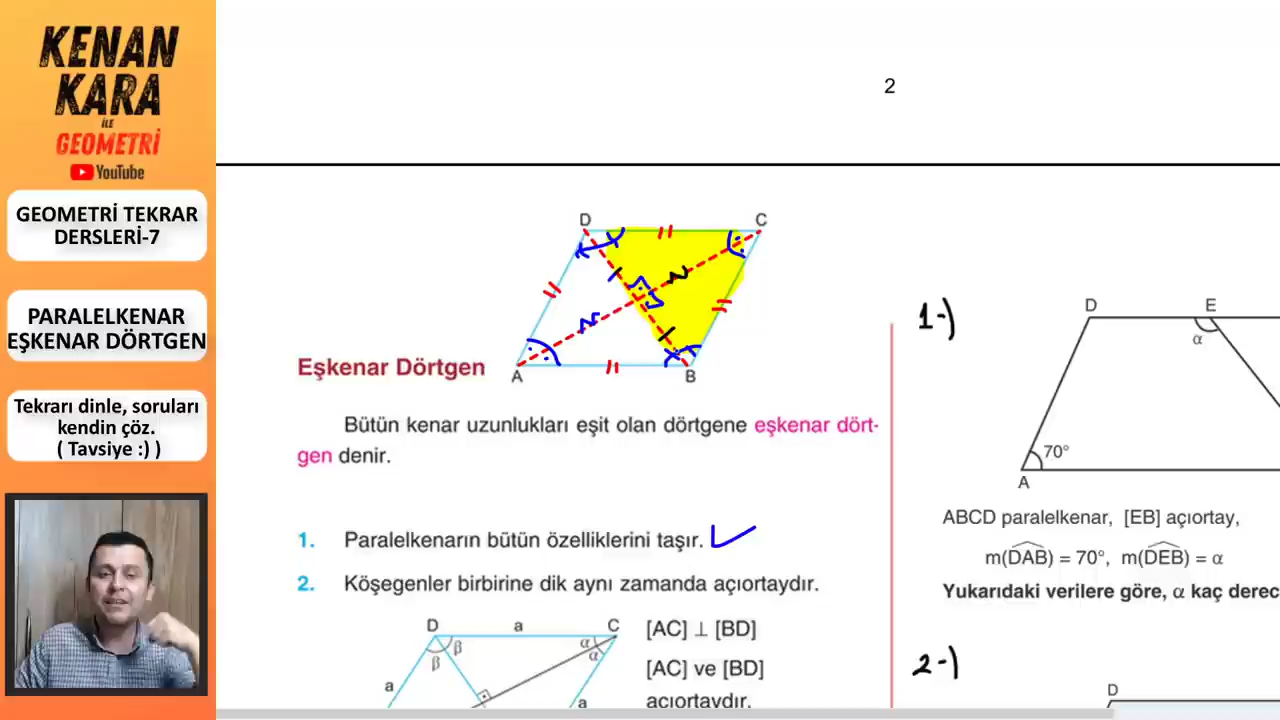 KENAN
KARA
İLE
GEOMETRİ
YouTube
GEOMETRİ TEKRAR
DERSLERİ-7
PARALELKENAR
EŞKENAR DÖRTGEN
Tekrarı dinle, soruları
kendin çöz.
( Tavsiye :) )
2
D
C
A
B
Eşkenar Dörtgen
Bütün kenar uzunlukları eşit olan dörtgene eşkenar dört-
gen denir.
1. Paralelkenarın bütün özelliklerini taşır.
2. Köşegenler birbirine dik aynı zamanda açıortaydır.
D
a
C
β
β
α
α
a
a
[AC] ⊥ [BD]
[AC] ve [BD]
açıortaydır.
1-)
D
E
α
70°
A
ABCD paralelkenar, [EB] açıortay,
m(DAB) = 70°, m(DEB) = α
Yukarıdaki verilere göre, α kaç derec
2-)
D